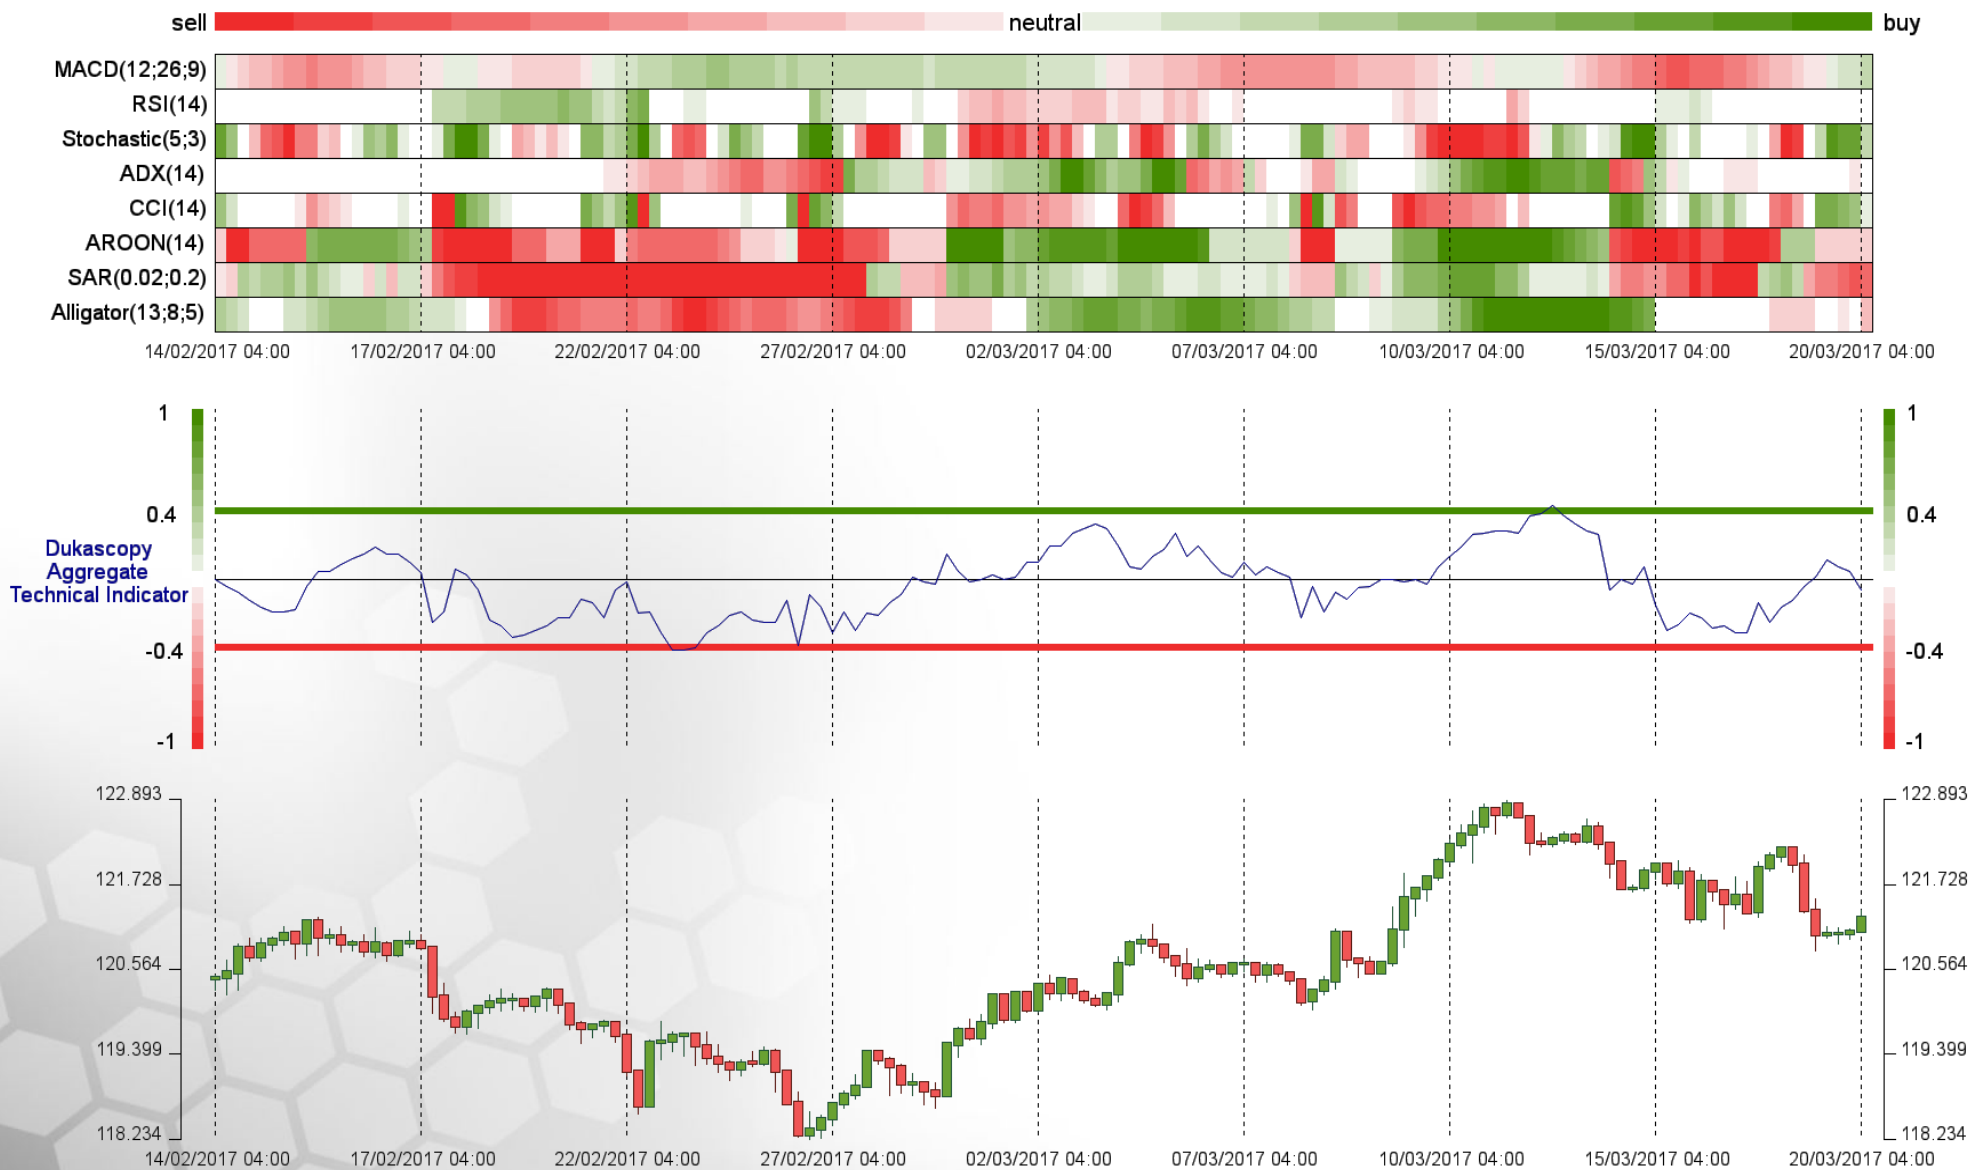 sell neutral buy
MACD(12;26;9)
RSI(14)
Stochastic(5;3)
ADX(14)
CCI(14)
AROON(14)
SAR(0.02;0.2)
Alligator(13;8;5)
14/02/2017 04:00 17/02/2017 04:00 22/02/2017 04:00 27/02/2017 04:00 02/03/2017 04:00 07/03/2017 04:00 10/03/2017 04:00 15/03/2017 04:00 20/03/2017 04:00
1 1
0.4 0.4
Dukascopy
Aggregate
Technical Indicator
-0.4 -0.4
-1 -1
122.893 122.893
121.728 121.728
120.564 120.564
119.399 119.399
118.234 118.234
14/02/2017 04:00 17/02/2017 04:00 22/02/2017 04:00 27/02/2017 04:00 02/03/2017 04:00 07/03/2017 04:00 10/03/2017 04:00 15/03/2017 04:00 20/03/2017 04:00